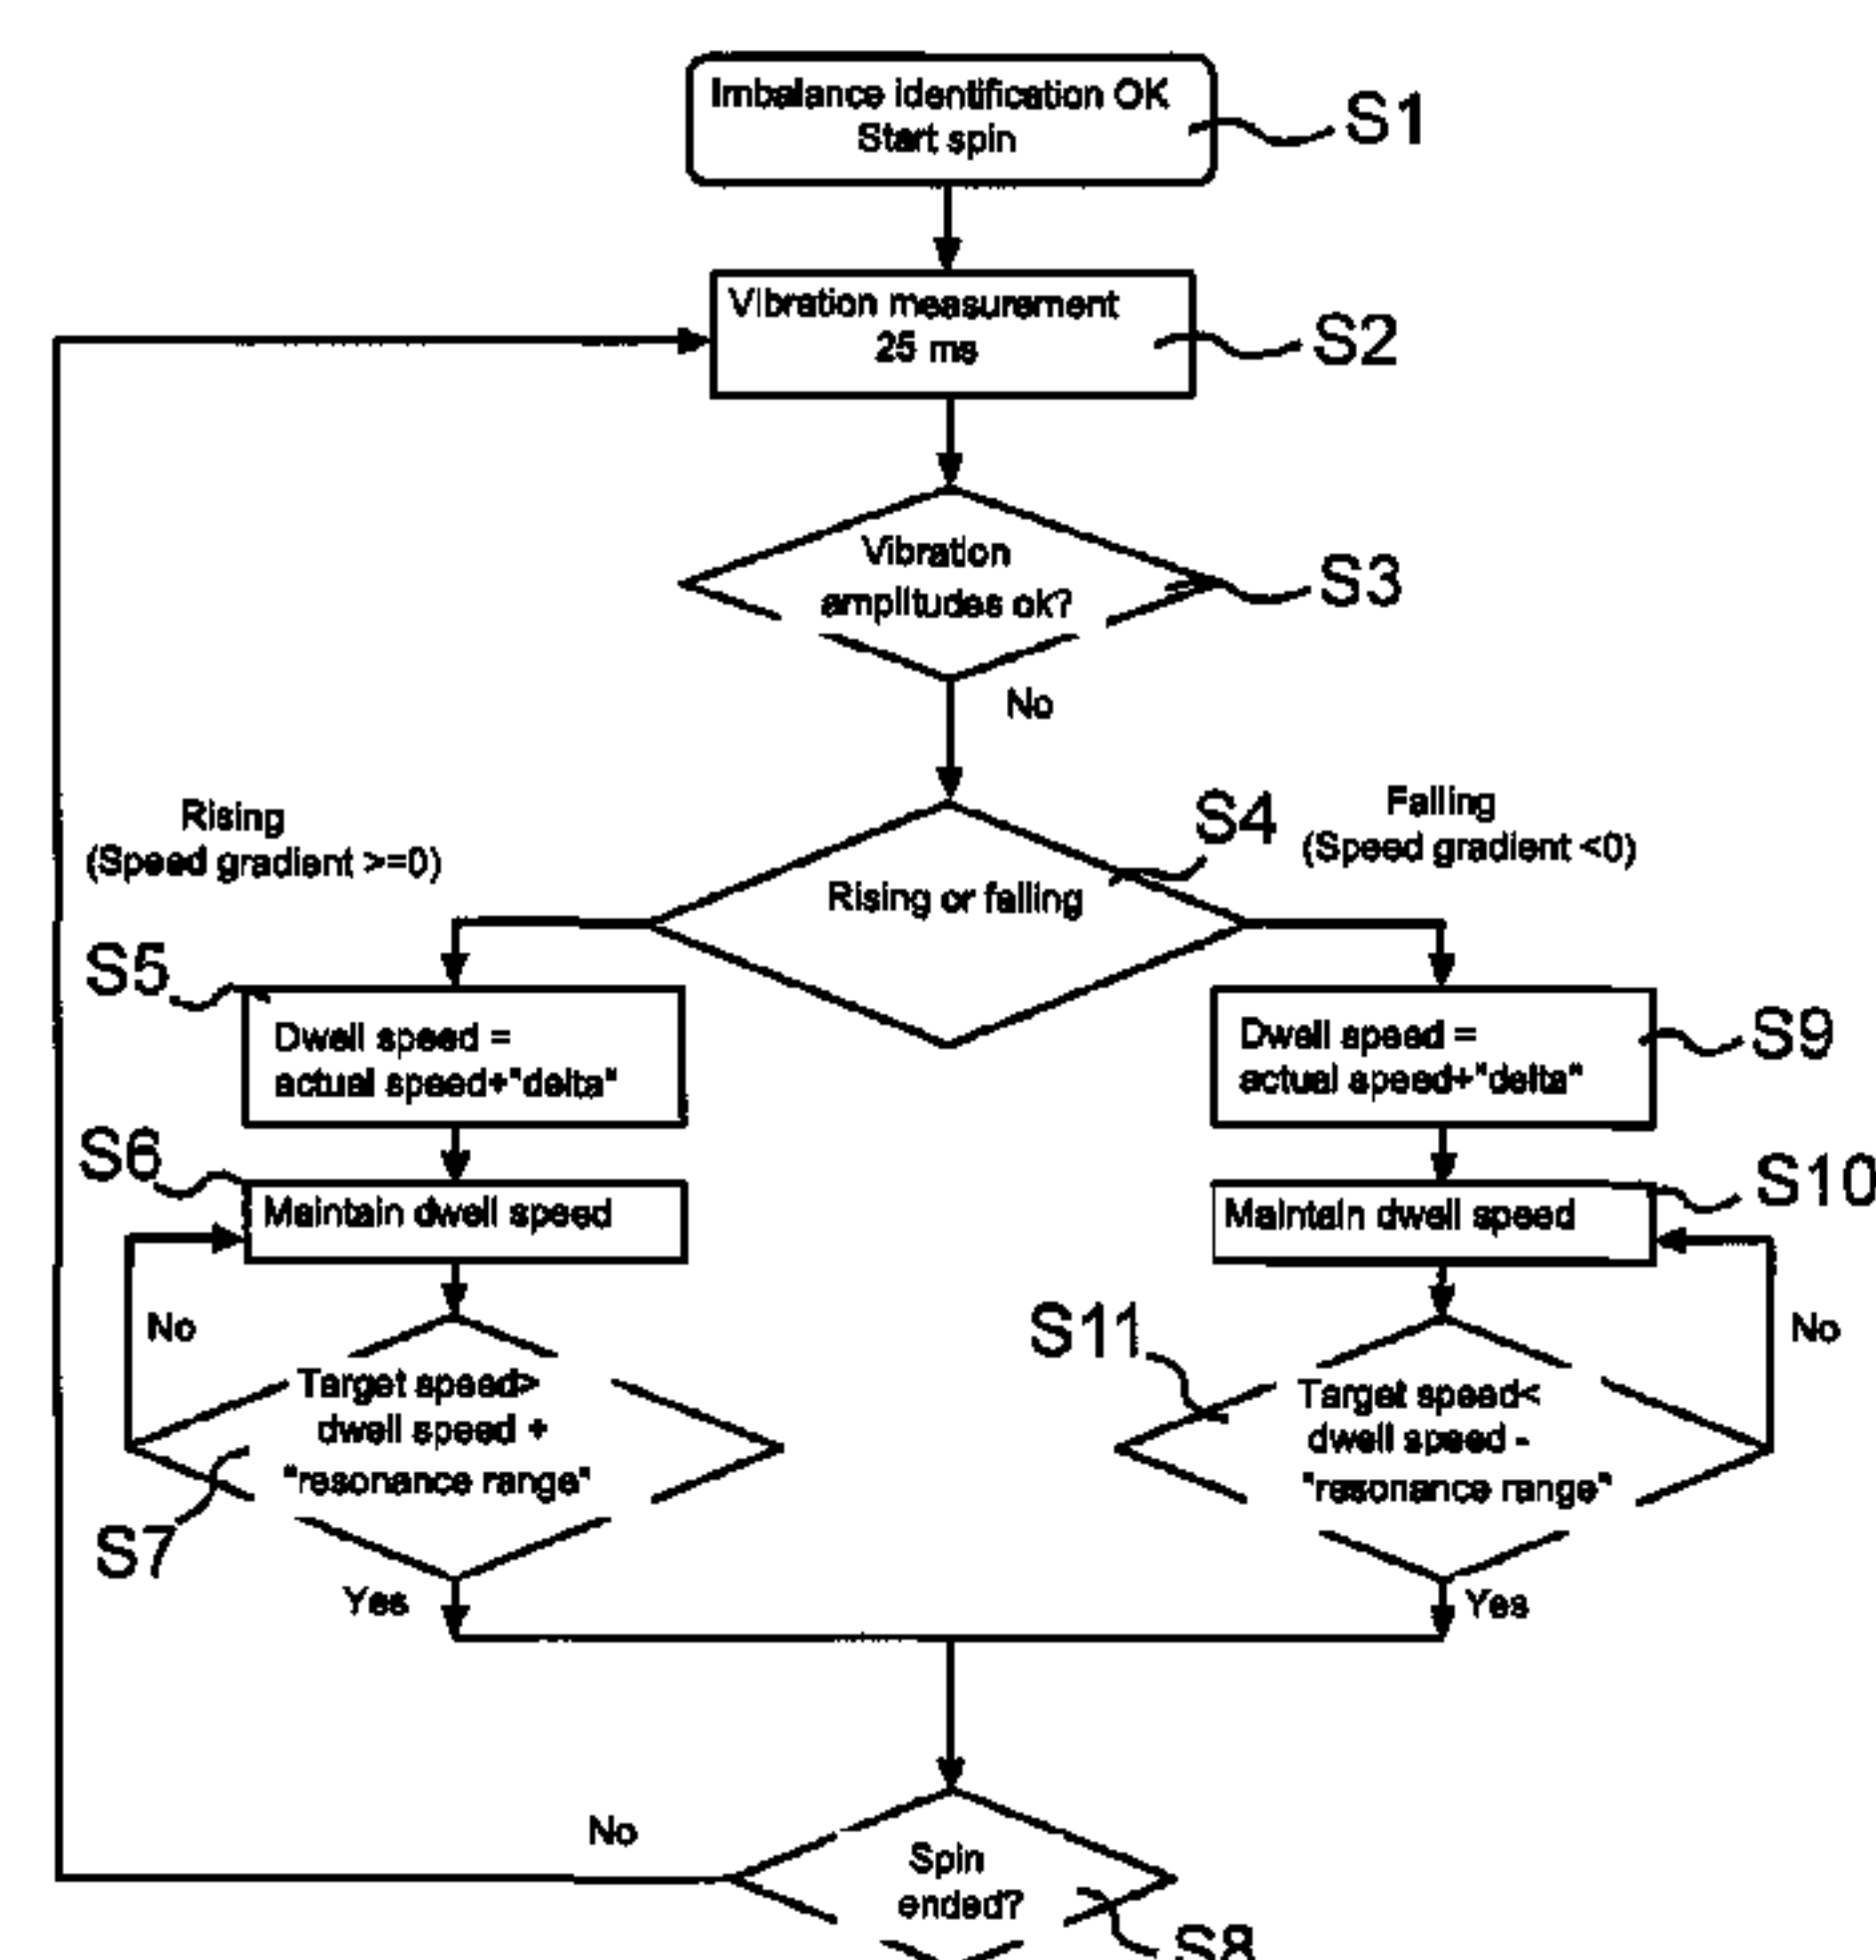 Imbalance identification OK
Start spin
S1
Vibration measurement
25 ms
S2
Vibration
amplitudes ok?
S3
No
Rising
(Speed gradient >=0)
Rising or falling
S4
Falling
(Speed gradient <0)
S5
Dwell speed =
actual speed+"delta"
Dwell speed =
actual speed+"delta"
S9
S6
Maintain dwell speed
Maintain dwell speed
S10
No
Target speed>
dwell speed +
"resonance range"
S7
Yes
S11
Target speed<
dwell speed -
"resonance range"
No
Yes
No
Spin
ended?
S8